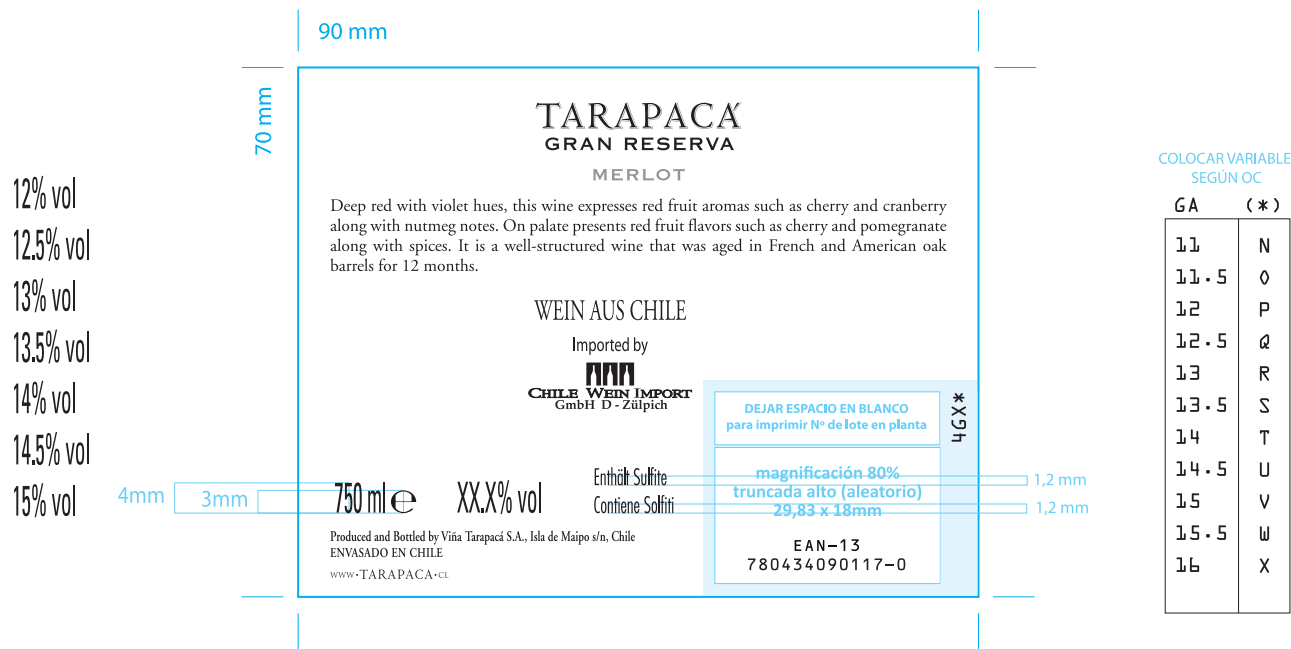 90 mm
70 mm
TARAPACÁ
GRAN RESERVA
MERLOT
Deep red with violet hues, this wine expresses red fruit aromas such as cherry and cranberry
along with nutmeg notes. On palate presents red fruit flavors such as cherry and pomegranate
along with spices. It is a well-structured wine that was aged in French and American oak
barrels for 12 months.
WEIN AUS CHILE
Imported by
CHILE WEIN IMPORT
GmbH D - Zülpich
DEJAR ESPACIO EN BLANCO
para imprimir Nº de lote en planta
4GX*
magnificación 80%
truncada alto (aleatorio)
29,83 x 18mm
EAN-13
780434090117-0
750 ml e
XX.X% vol
Enthält Sulfite
Contiene Solfiti
Produced and Bottled by Viña Tarapacá S.A., Isla de Maipo s/n, Chile
ENVASADO EN CHILE
WWW·TARAPACA·CL
12% vol
12.5% vol
13% vol
13.5% vol
14% vol
14.5% vol
15% vol
4mm
3mm
1,2 mm
1,2 mm
COLOCAR VARIABLE
SEGÚN OC
GA (*)
11 N
11.5 O
12 P
12.5 Q
13 R
13.5 S
14 T
14.5 U
15 V
15.5 W
16 X